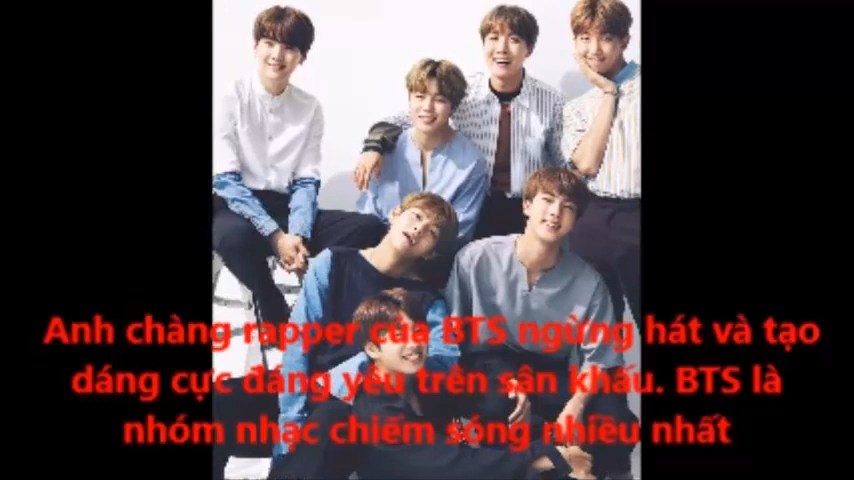 Anh chàng rapper của BTS ngừng hát và tạo
dáng cực đáng yêu trên sân khấu. BTS là
nhóm nhạc chiếm sóng nhiều nhất